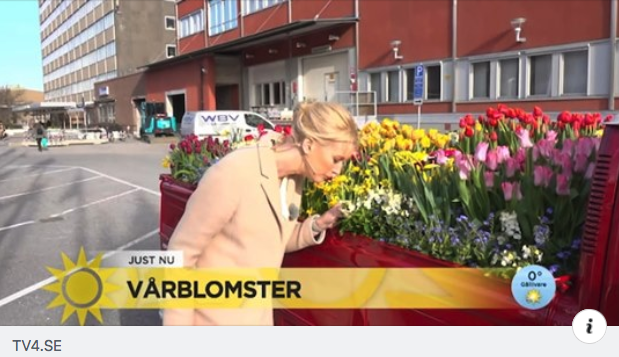 WBV
P
JUST NU
VÅRBLOMSTER
0°
Gällivare
i
TV4.SE